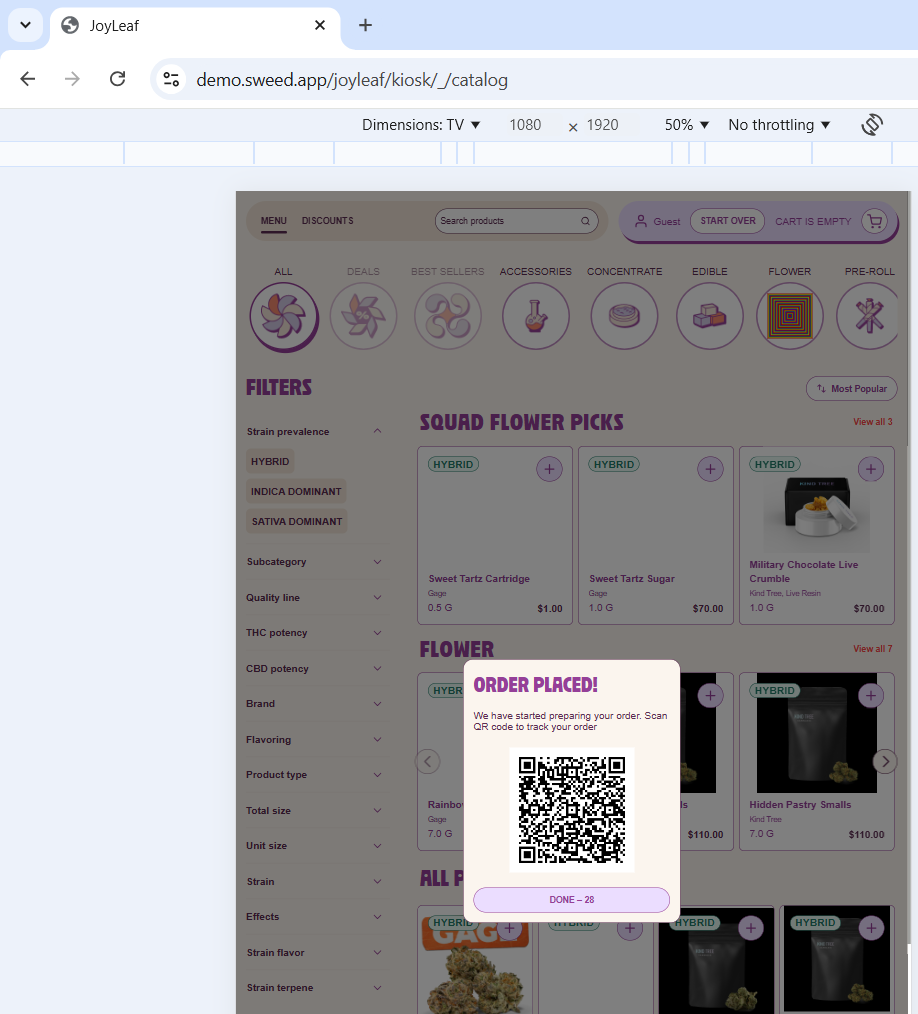 JoyLeaf
demo.sweed.app/joyleaf/kiosk/_/catalog
Dimensions: TV 1080 × 1920 50% No throttling
MENU DISCOUNTS Search products Guest START OVER CART IS EMPTY
ALL DEALS BEST SELLERS ACCESSORIES CONCENTRATE EDIBLE FLOWER PRE-ROLL
FILTERS
Most Popular
Strain prevalence
HYBRID
INDICA DOMINANT
SATIVA DOMINANT
Subcategory
Quality line
THC potency
CBD potency
Brand
Flavoring
Product type
Total size
Unit size
Strain
Effects
Strain flavor
Strain terpene
SQUAD FLOWER PICKS View all 3
HYBRID
Sweet Tartz Cartridge
Gage
0.5 G $1.00
HYBRID
Sweet Tartz Sugar
Gage
1.0 G $70.00
HYBRID
KIND TREE
Military Chocolate Live
Crumble
Kind Tree, Live Resin
1.0 G $70.00
FLOWER View all 7
HYBR
Rainbo
Gage
7.0 G
ls
$110.00
HYBRID
KIND TREE
Hidden Pastry Smalls
Kind Tree
7.0 G $110.00
ORDER PLACED!
We have started preparing your order. Scan
QR code to track your order
DONE – 28
ALL P
HYBRID
GAGE
HYBRID
HYBRID
HYBRID